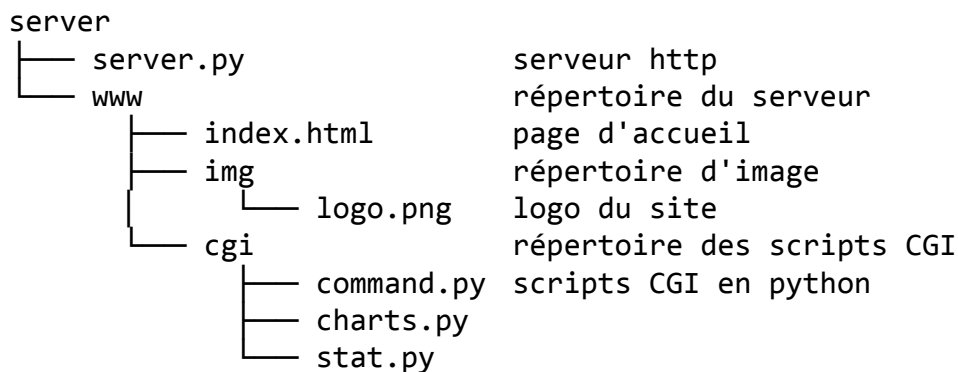 server
server.py serveur http
www répertoire du serveur
index.html page d'accueil
img répertoire d'image
logo.png logo du site
cgi répertoire des scripts CGI
command.py scripts CGI en python
charts.py
stat.py